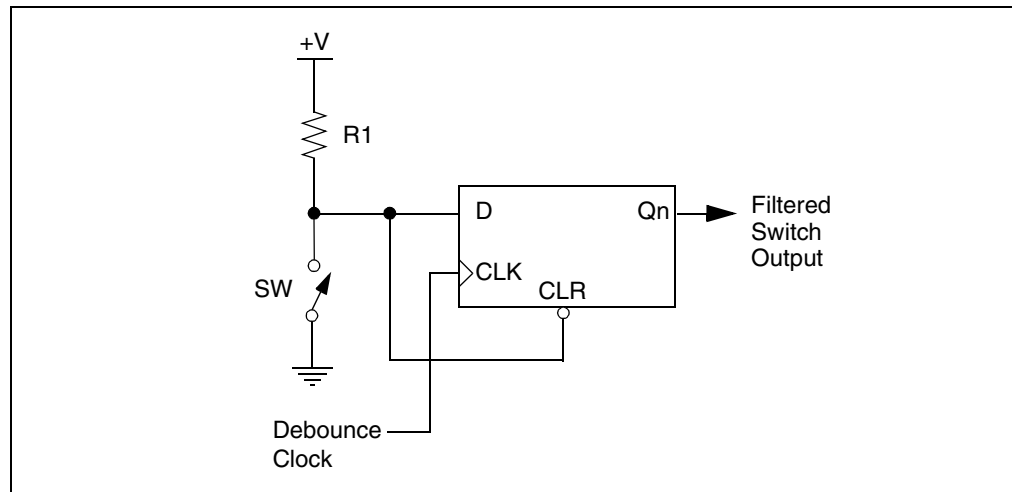 +V
R1
D
Qn
Filtered
Switch
Output
CLK
SW
CLR
Debounce
Clock